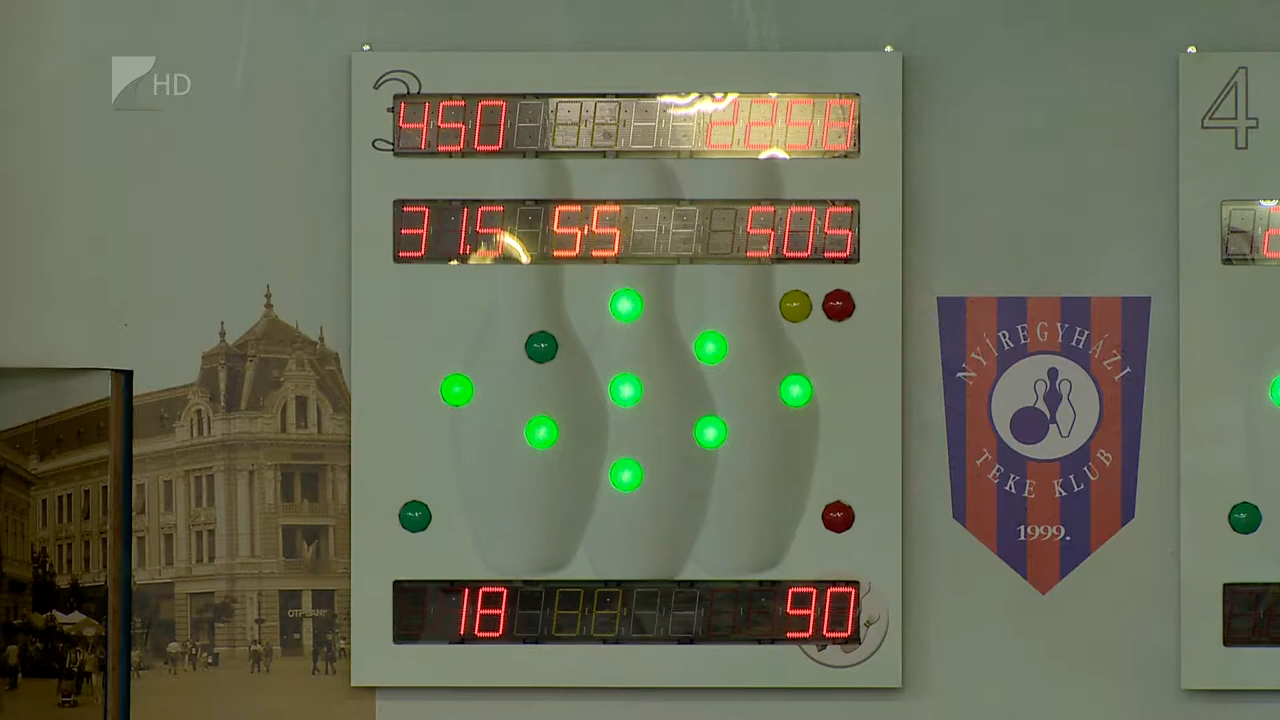 HD
450 2258
31.5 55 505
18 90
4
NYÍREGYHÁZI
TEKE KLUB
1999.
OTP BANK